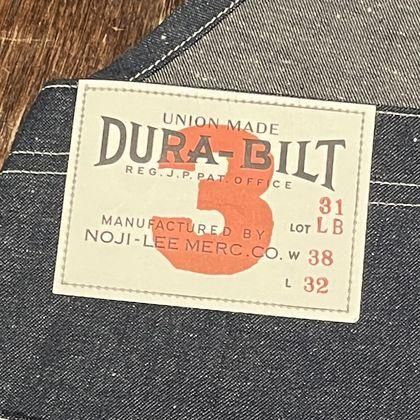 UNION MADE
DURA-BILT
REG.J.P.PAT.OFFICE
3
31
LOT LB
MANUFACTURED BY
NOJI-LEE MERC.CO.
W 38
L 32